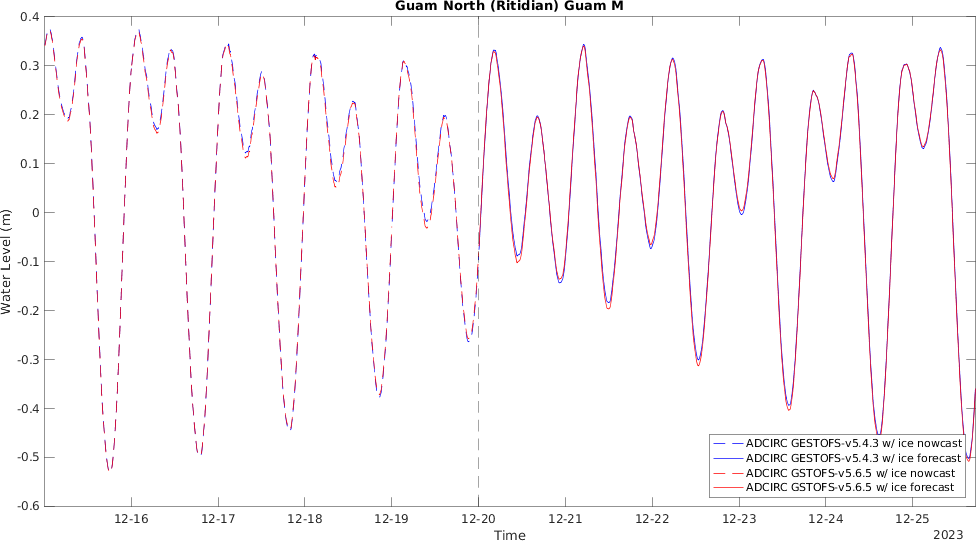 Guam North (Ritidian) Guam M
Water Level (m)
0.4
0.3
0.2
0.1
0
-0.1
-0.2
-0.3
-0.4
-0.5
-0.6
ADCIRC GESTOFS-v5.4.3 w/ ice nowcast
ADCIRC GESTOFS-v5.4.3 w/ ice forecast
ADCIRC GSTOFS-v5.6.5 w/ ice nowcast
ADCIRC GSTOFS-v5.6.5 w/ ice forecast
12-16 12-17 12-18 12-19 12-20 12-21 12-22 12-23 12-24 12-25
Time
2023